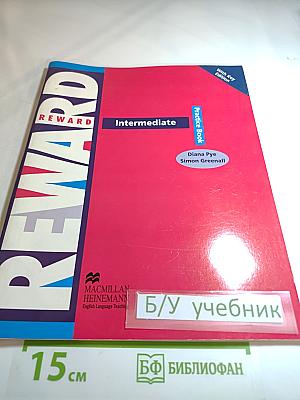 With Key
Edition
REWARD
REWARD
Intermediate
Practice Book
Diana Pye
Simon Greenall
MACMILLAN
HEINEMANN
English Language Teaching
Б/У учебник
15 см
БФ БИБЛИОФАН